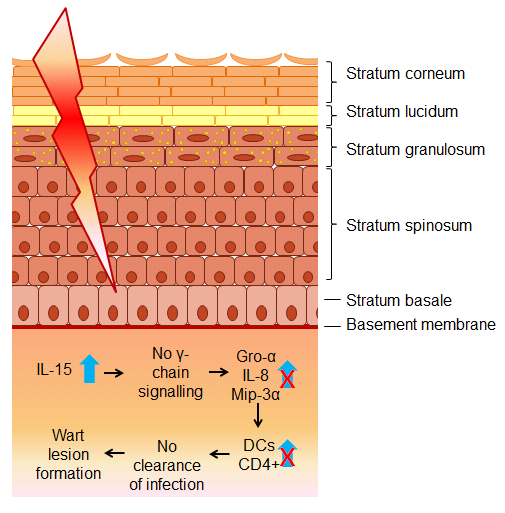 Stratum corneum
Stratum lucidum
Stratum granulosum
Stratum spinosum
Stratum basale
Basement membrane
IL-15
No γ-
chain
signalling
Gro-α
IL-8
Mip-3α
DCs
CD4+
No
clearance
of infection
Wart
lesion
formation